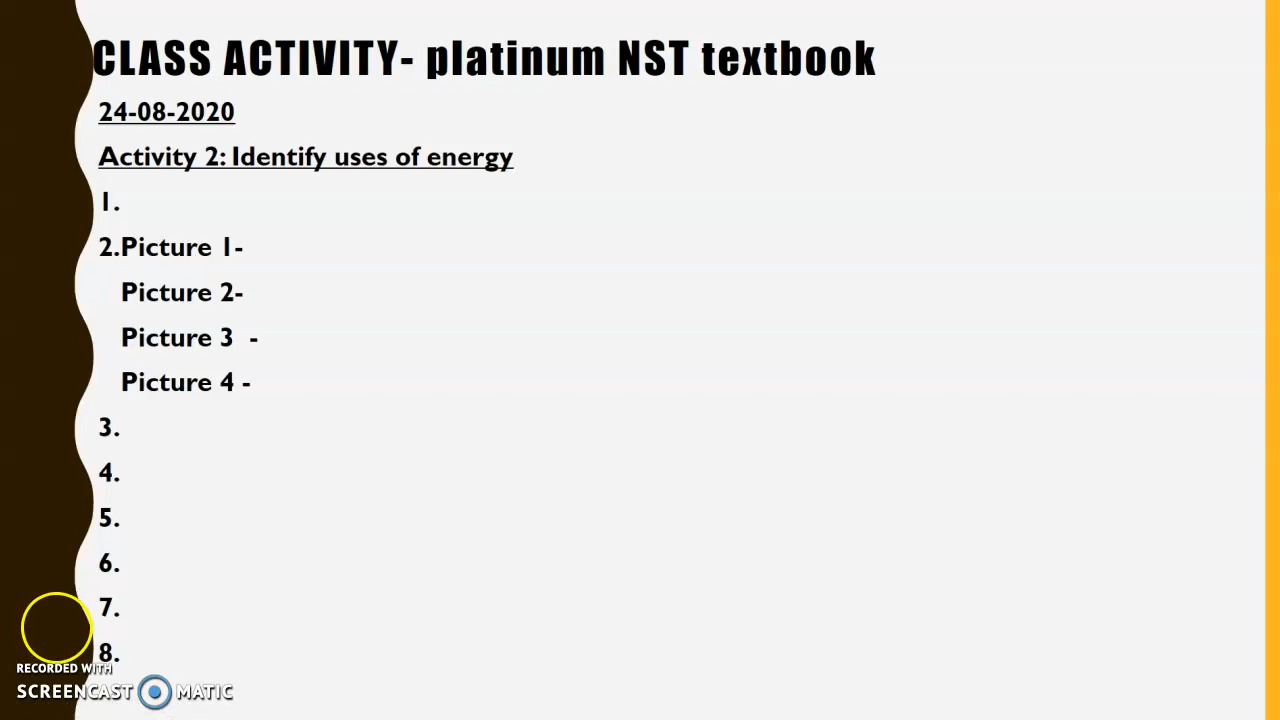 CLASS ACTIVITY- platinum NST textbook
24-08-2020
Activity 2: Identify uses of energy
1.
2.Picture 1-
Picture 2-
Picture 3 -
Picture 4 -
3.
4.
5.
6.
7.
8.
RECORDED WITH
SCREENCAST MATIC